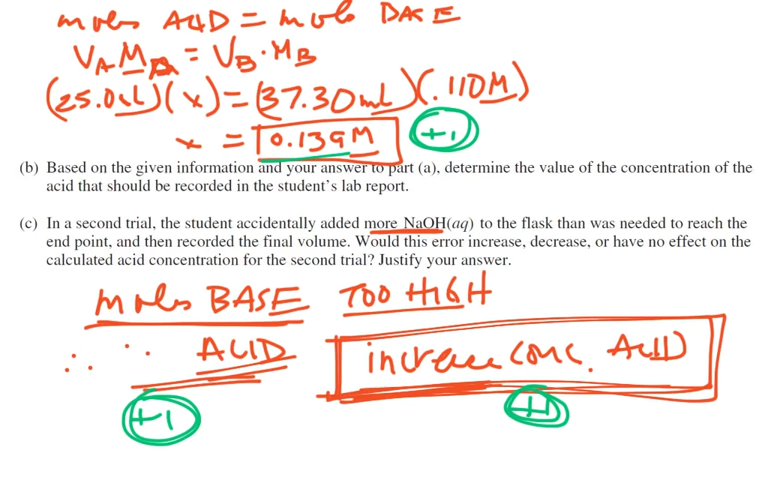 moles ACID = mole BASE
VAMA = VB·MB
(25.0mL)(x) = (37.30mL)(.110M)
x = 0.139M +1
(b) Based on the given information and your answer to part (a), determine the value of the concentration of the
acid that should be recorded in the student's lab report.
(c) In a second trial, the student accidentally added more NaOH(aq) to the flask than was needed to reach the
end point, and then recorded the final volume. Would this error increase, decrease, or have no effect on the
calculated acid concentration for the second trial? Justify your answer.
moles BASE TOO HIGH
∴ " ACID increase conc. ACID
+1 +1